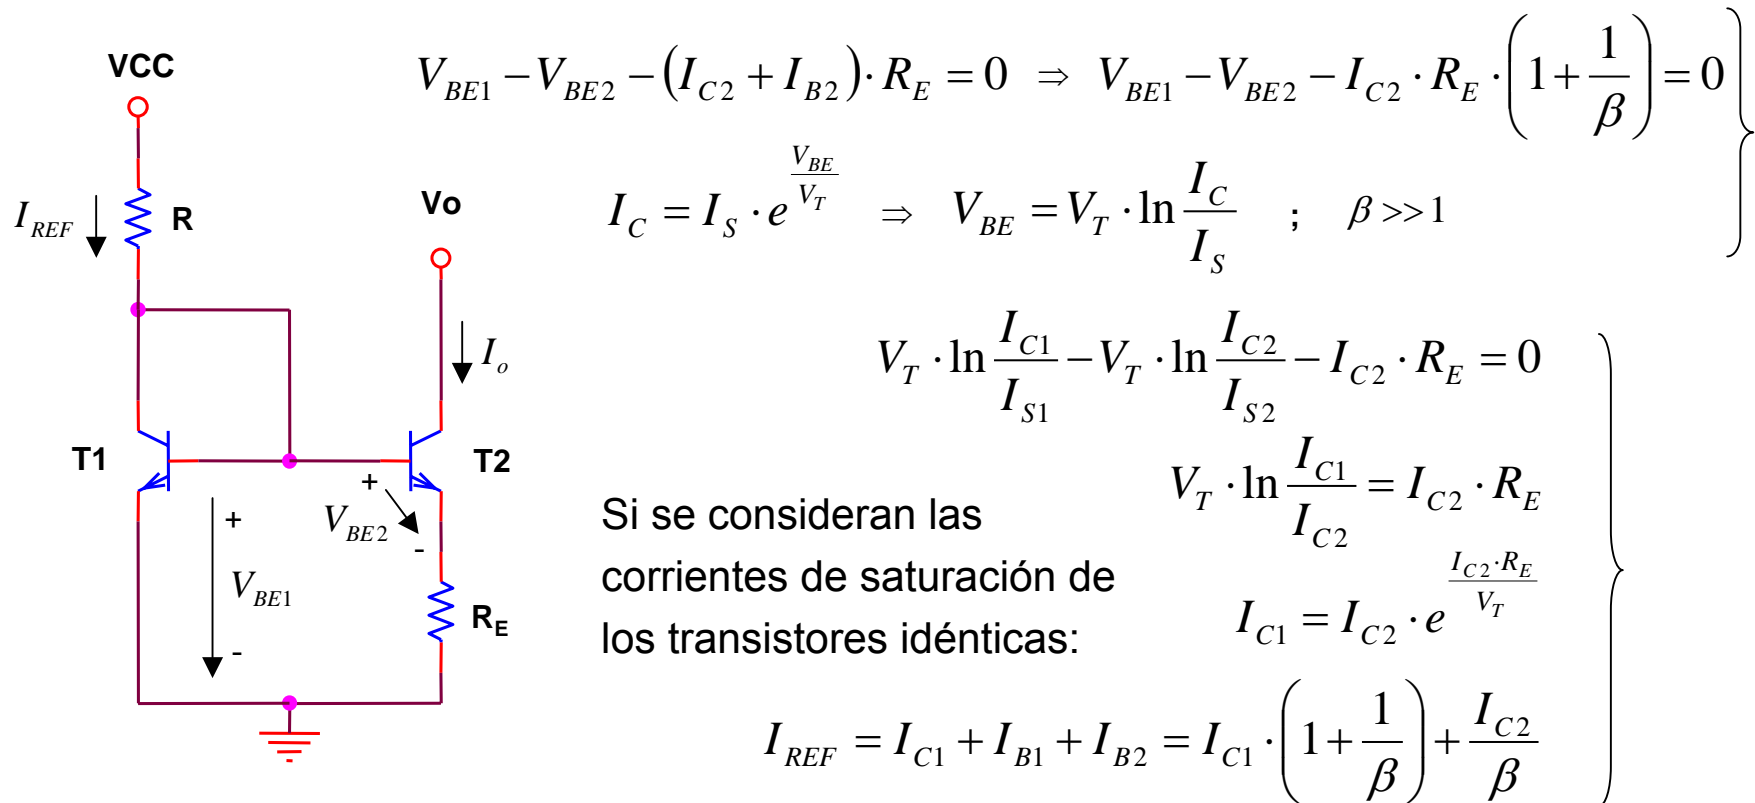 VCC
I_REF
R
Vo
I_o
T1
T2
+
V_BE2
-
+
V_BE1
-
R_E
V_BE1 − V_BE2 − (I_C2 + I_B2) · R_E = 0 ⇒ V_BE1 − V_BE2 − I_C2 · R_E · (1 + 1/β) = 0
I_C = I_S · e^(V_BE/V_T) ⇒ V_BE = V_T · ln I_C/I_S ; β >> 1
V_T · ln I_C1/I_S1 − V_T · ln I_C2/I_S2 − I_C2 · R_E = 0
V_T · ln I_C1/I_C2 = I_C2 · R_E
Si se consideran las
corrientes de saturación de
los transistores idénticas:
I_C1 = I_C2 · e^(I_C2·R_E/V_T)
I_REF = I_C1 + I_B1 + I_B2 = I_C1 · (1 + 1/β) + I_C2/β